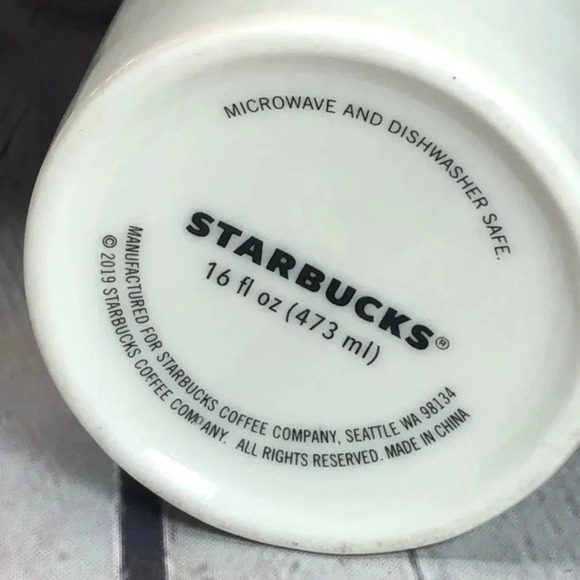 MICROWAVE AND DISHWASHER SAFE.
STARBUCKS®
16 fl oz (473 ml)
MANUFACTURED FOR STARBUCKS COFFEE COMPANY, SEATTLE WA 98134
© 2019 STARBUCKS COFFEE COMPANY. ALL RIGHTS RESERVED. MADE IN CHINA